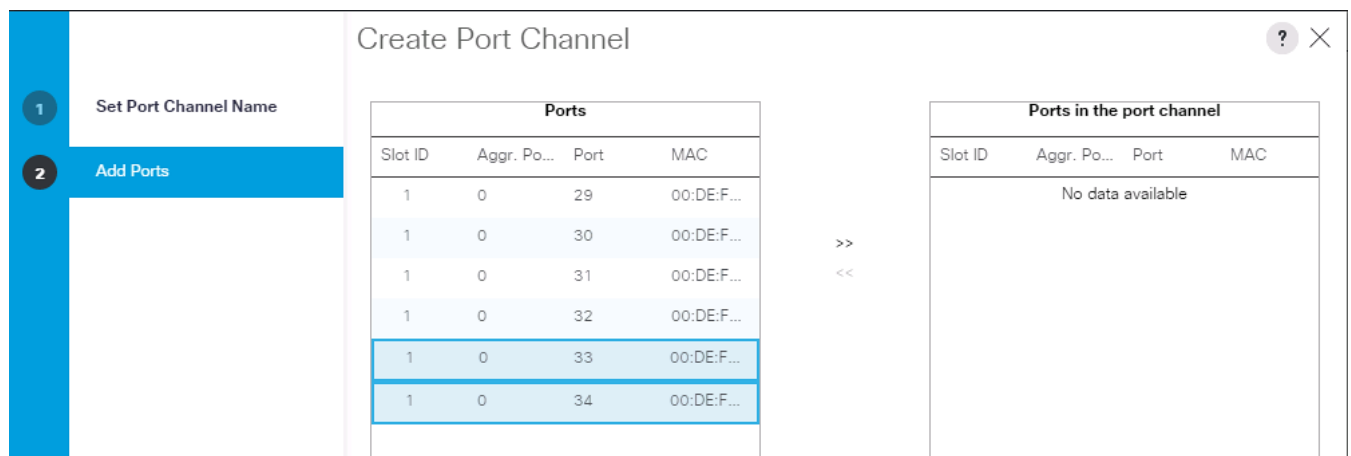 Create Port Channel
?
1 Set Port Channel Name
2 Add Ports
Ports
Slot ID Aggr. Po... Port MAC
1 0 29 00:DE:F...
1 0 30 00:DE:F...
1 0 31 00:DE:F...
1 0 32 00:DE:F...
1 0 33 00:DE:F...
1 0 34 00:DE:F...
>>
<<
Ports in the port channel
Slot ID Aggr. Po... Port MAC
No data available